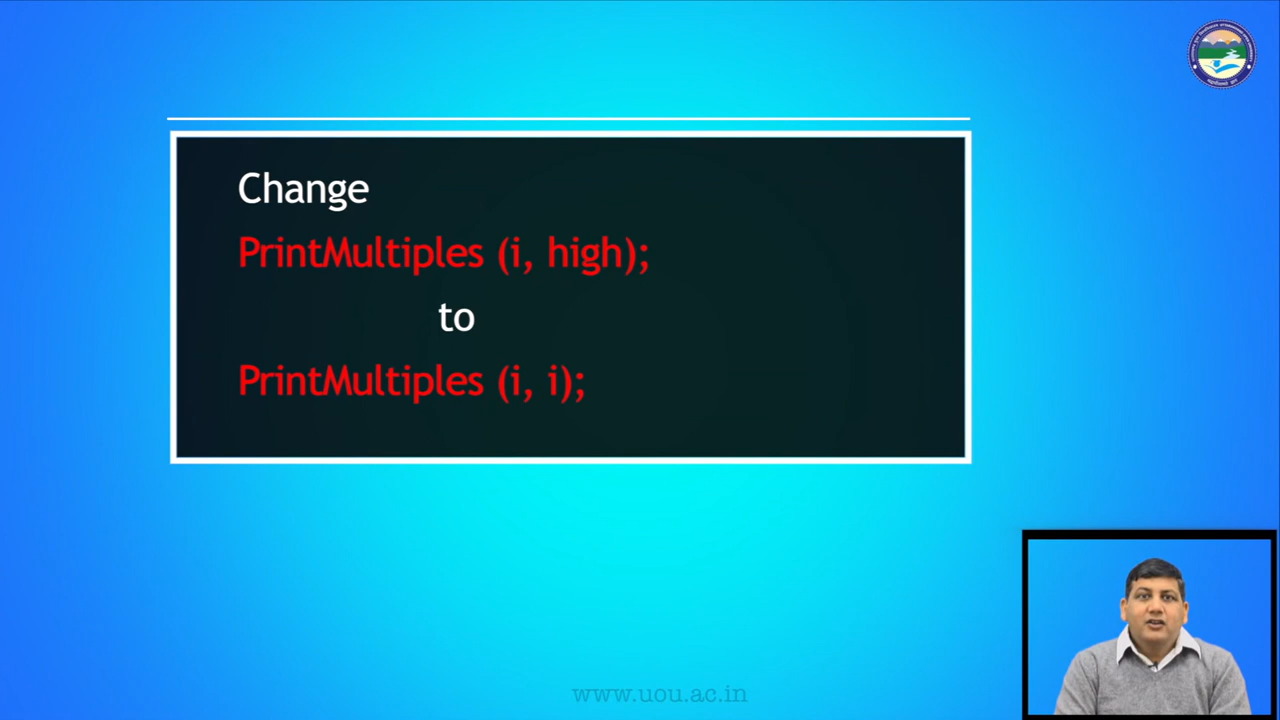 Change
PrintMultiples (i, high);
to
PrintMultiples (i, i);
www.uou.ac.in